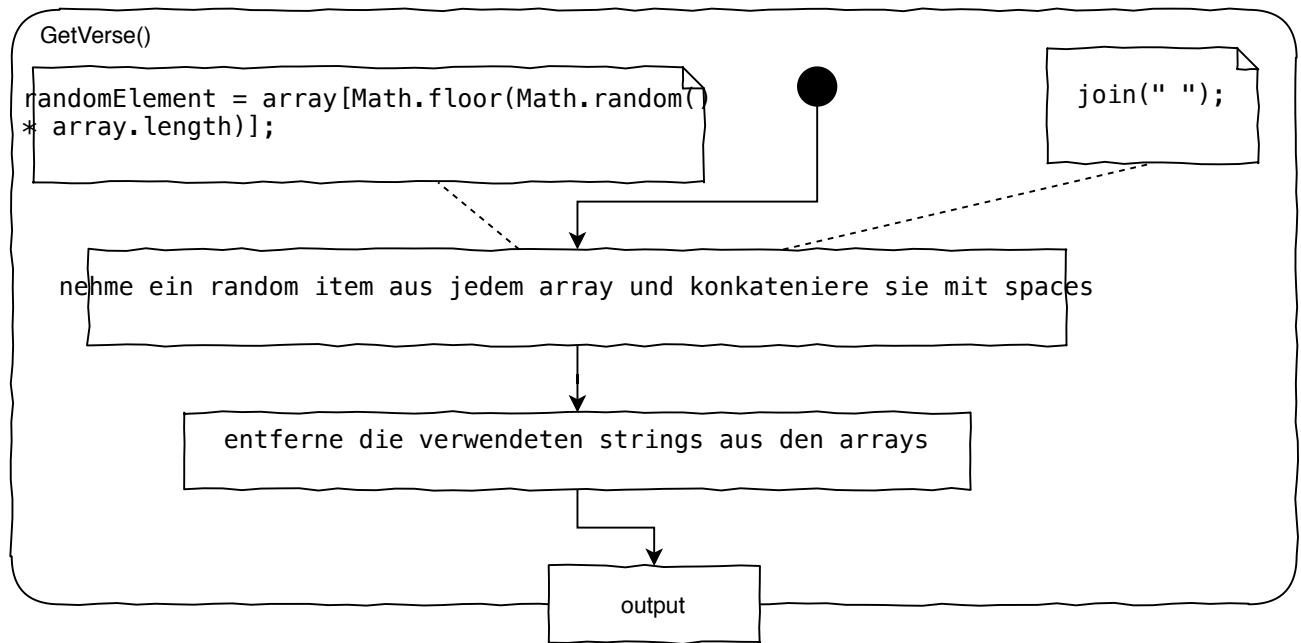 GetVerse()
randomElement = array[Math.floor(Math.random()
* array.length)];
join(" ");
nehme ein random item aus jedem array und konkateniere sie mit spaces
entferne die verwendeten strings aus den arrays
output